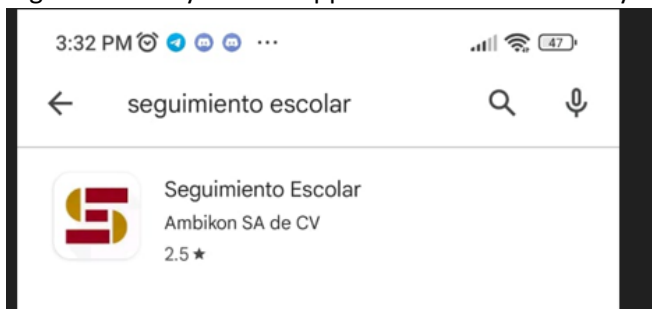 3:32 PM ... 47
seguimiento escolar
Seguimiento Escolar
Ambikon SA de CV
2.5 ★